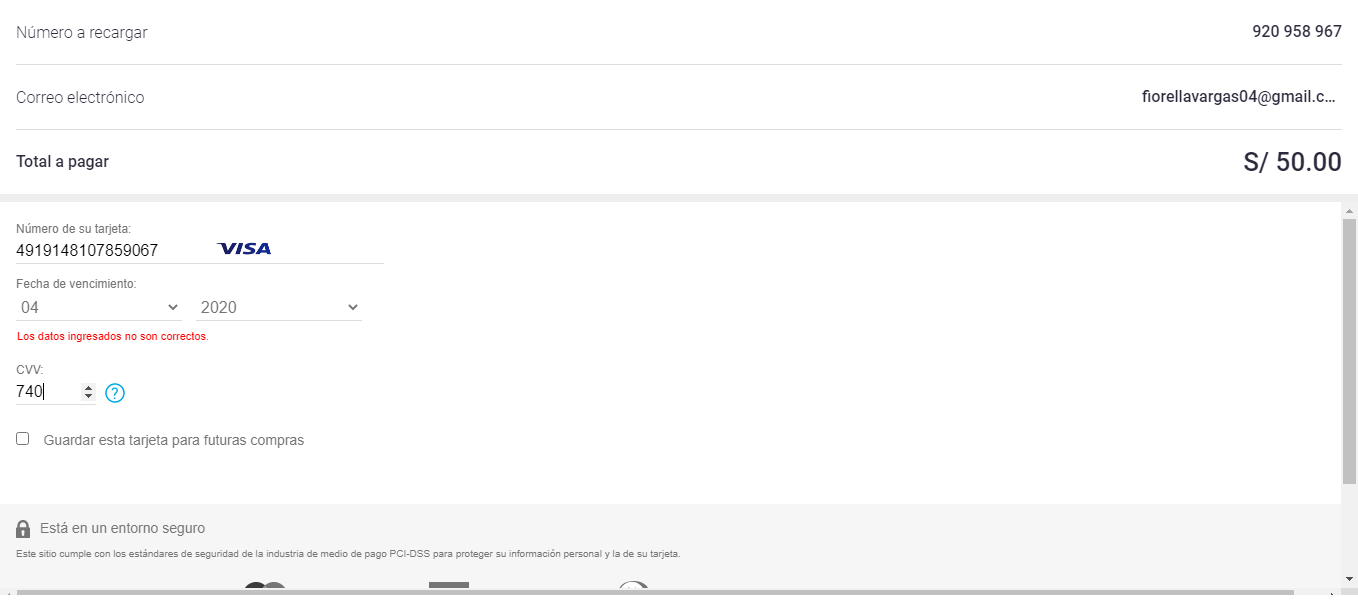 Número a recargar 920 958 967
Correo electrónico fiorellavargas04@gmail.c...
Total a pagar S/ 50.00
Número de su tarjeta:
4919148107859067 VISA
Fecha de vencimiento:
04 2020
Los datos ingresados no son correctos.
CVV:
740 ?
Guardar esta tarjeta para futuras compras
Está en un entorno seguro
Este sitio cumple con los estándares de seguridad de la industria de medio de pago PCI-DSS para proteger su información personal y la de su tarjeta.